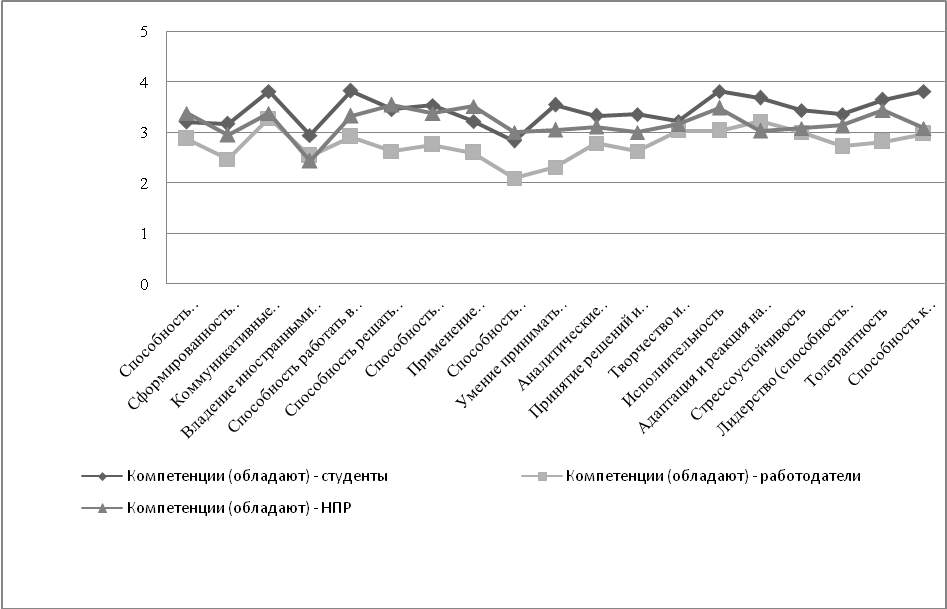 5
4
3
2
1
0
Способность..
Сформированность..
Коммуникативные..
Владение иностранными..
Способность работать в..
Способность решать..
Способность..
Применение..
Способность..
Умение принимать..
Аналитические..
Принятие решений и..
Творчество и..
Исполнительность
Адаптация и реакция на..
Стрессоустойчивость
Лидерство (способность..
Толерантность
Способность к..
Компетенции (обладают) - студенты
Компетенции (обладают) - работодатели
Компетенции (обладают) - НПР